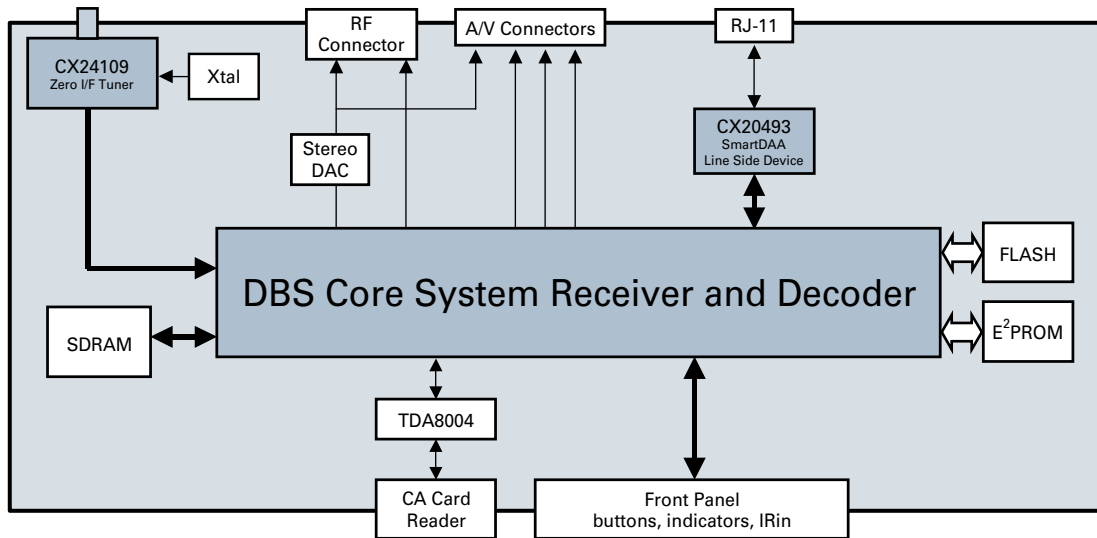 RF
Connector
A/V Connectors
RJ-11
CX24109
Zero I/F Tuner
Xtal
CX20493
SmartDAA
Line Side Device
Stereo
DAC
DBS Core System Receiver and Decoder
FLASH
SDRAM
E²PROM
TDA8004
CA Card
Reader
Front Panel
buttons, indicators, IRin